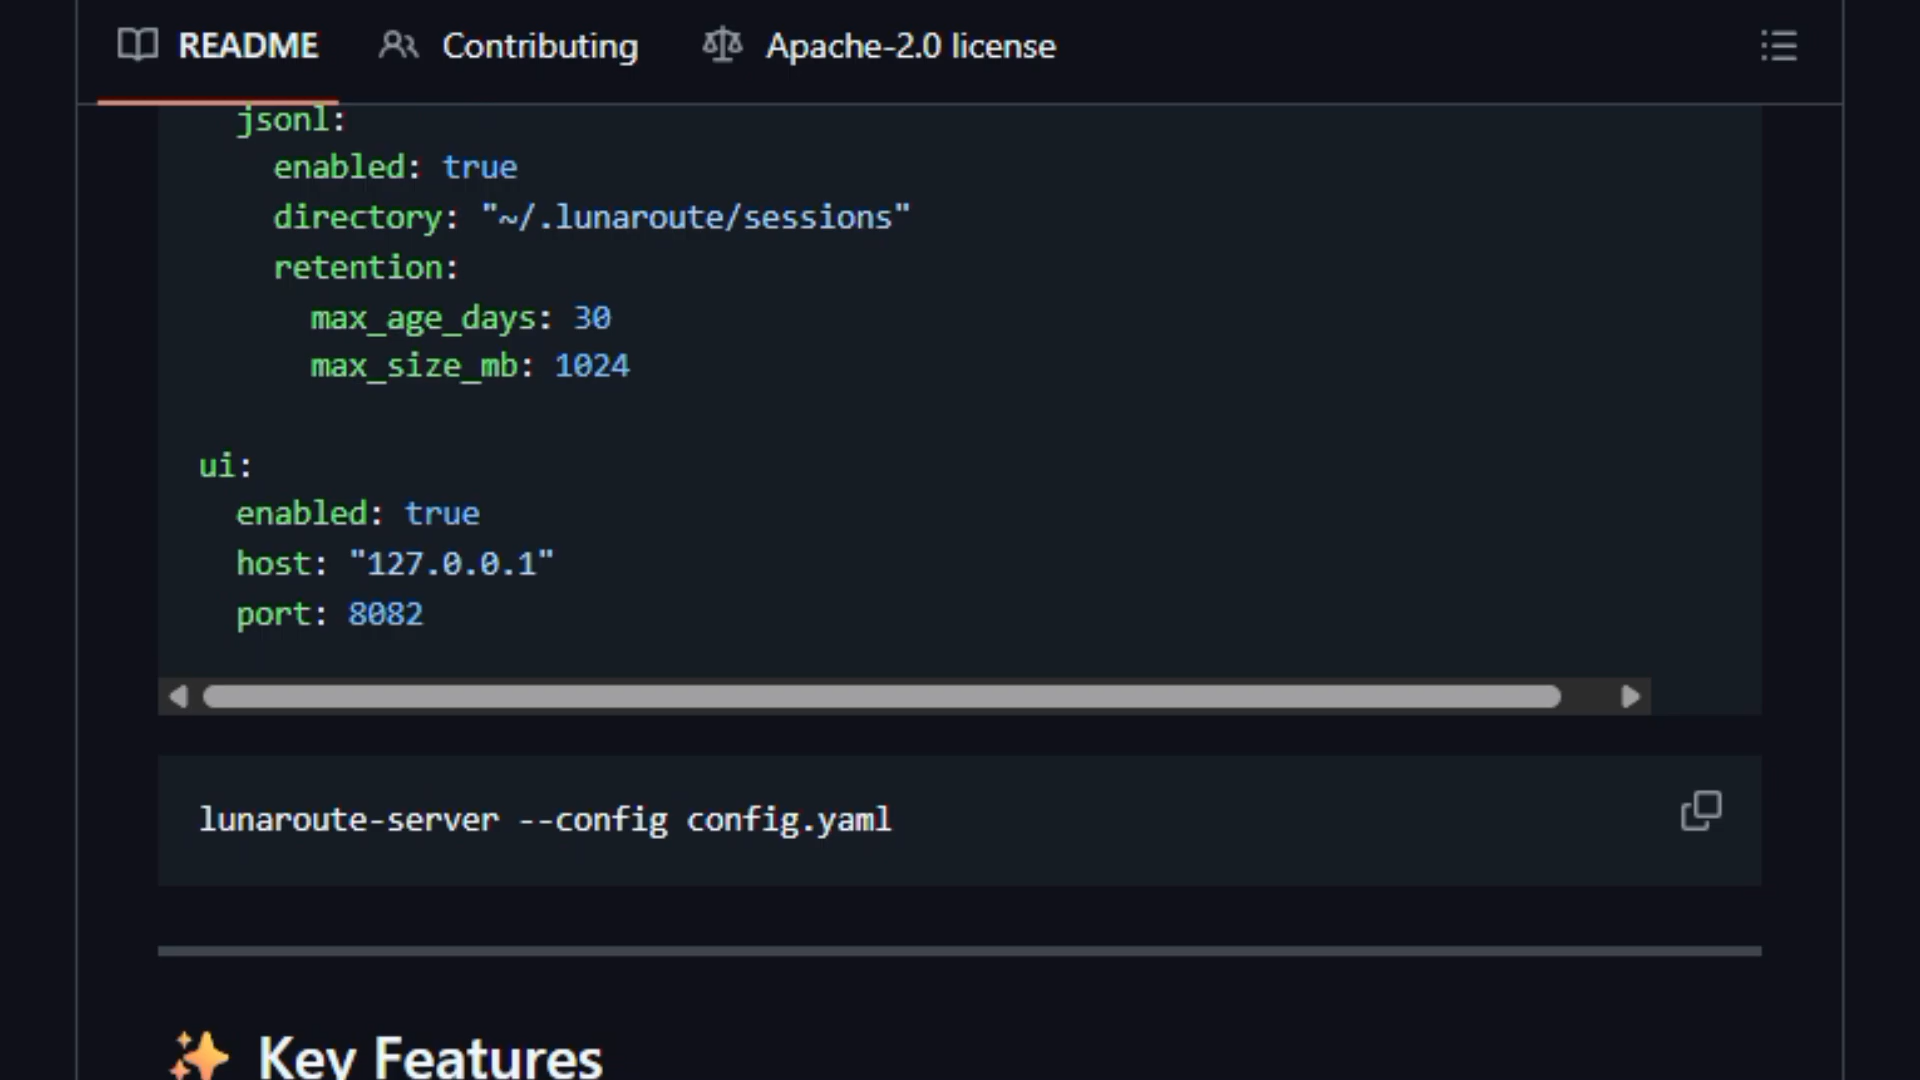 README Contributing Apache-2.0 license
jsonl:
enabled: true
directory: "~/.lunaroute/sessions"
retention:
max_age_days: 30
max_size_mb: 1024
ui:
enabled: true
host: "127.0.0.1"
port: 8082
lunaroute-server --config config.yaml
✨ Key Features